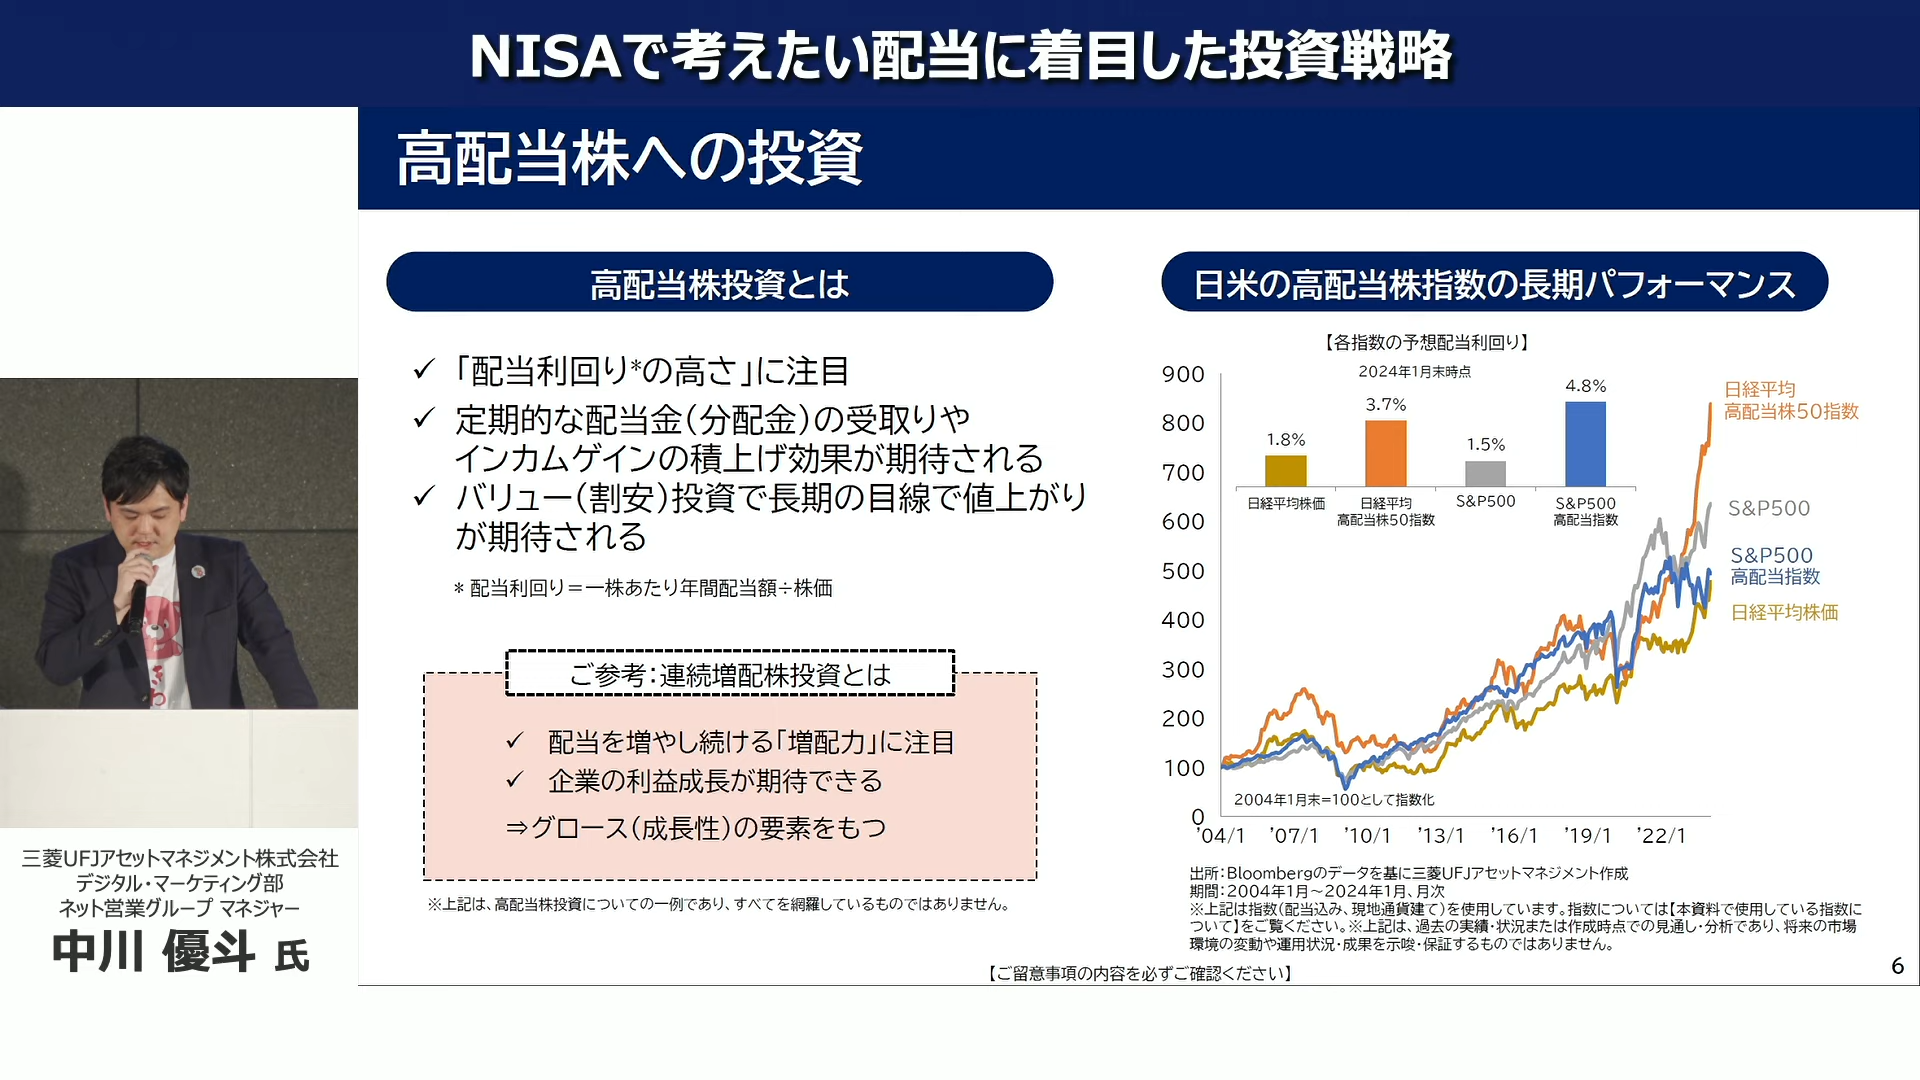 NISAで考えたい配当に着目した投資戦略
高配当株への投資
高配当株投資とは
✓ 「配当利回り*の高さ」に注目
✓ 定期的な配当金(分配金)の受取りや
インカムゲインの積上げ効果が期待される
✓ バリュー(割安)投資で長期の目線で値上がり
が期待される
* 配当利回り=一株あたり年間配当額÷株価
ご参考:連続増配株投資とは
✓ 配当を増やし続ける「増配力」に注目
✓ 企業の利益成長が期待できる
⇒グロース(成長性)の要素をもつ
※上記は、高配当株投資についての一例であり、すべてを網羅しているものではありません。
日米の高配当株指数の長期パフォーマンス
【各指数の予想配当利回り】
2024年1月末時点
1.8%
3.7%
1.5%
4.8%
日経平均株価
日経平均
高配当株50指数
S&P500
S&P500
高配当指数
900
800
700
600
500
400
300
200
100
0
日経平均
高配当株50指数
S&P500
S&P500
高配当指数
日経平均株価
2004年1月末=100として指数化
'04/1 '07/1 '10/1 '13/1 '16/1 '19/1 '22/1
出所:Bloombergのデータを基に三菱UFJアセットマネジメント作成
期間:2004年1月~2024年1月、月次
※上記は指数(配当込み、現地通貨建て)を使用しています。指数については【本資料で使用している指数に
ついて】をご覧ください。※上記は、過去の実績・状況または作成時点での見通し・分析であり、将来の市場
環境の変動や運用状況・成果を示唆・保証するものではありません。
【ご留意事項の内容を必ずご確認ください】
6
きわ
三菱UFJアセットマネジメント株式会社
デジタル・マーケティング部
ネット営業グループ マネジャー
中川 優斗 氏